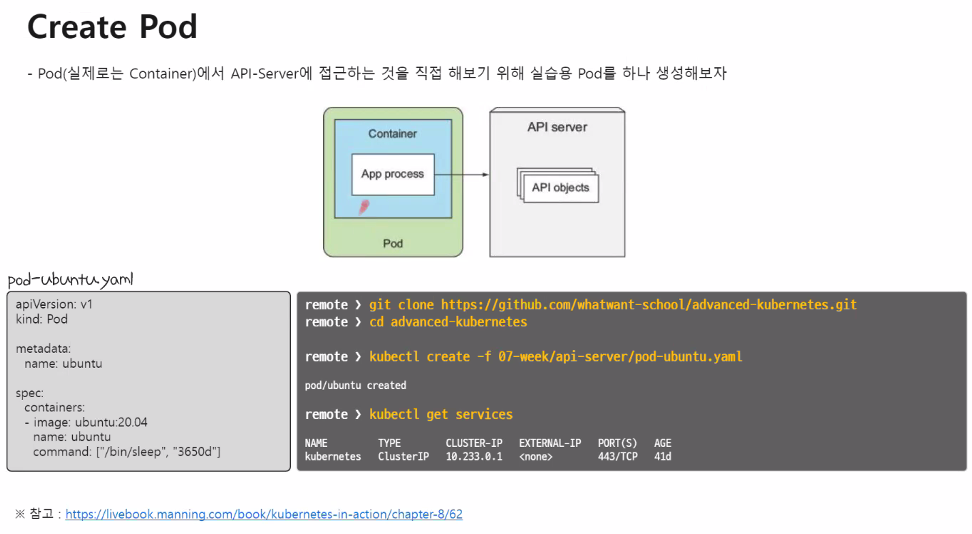 Create Pod
- Pod(실제로는 Container)에서 API-Server에 접근하는 것을 직접 해보기 위해 실습용 Pod를 하나 생성해보자
Container
App process
Pod
API server
API objects
pod-ubuntu.yaml
apiVersion: v1
kind: Pod
metadata:
name: ubuntu
spec:
containers:
- image: ubuntu:20.04
name: ubuntu
command: ["/bin/sleep", "3650d"]
remote ❯ git clone https://github.com/whatwant-school/advanced-kubernetes.git
remote ❯ cd advanced-kubernetes
remote ❯ kubectl create -f 07-week/api-server/pod-ubuntu.yaml
pod/ubuntu created
remote ❯ kubectl get services
NAME TYPE CLUSTER-IP EXTERNAL-IP PORT(S) AGE
kubernetes ClusterIP 10.233.0.1 <none> 443/TCP 41d
※ 참고 : https://livebook.manning.com/book/kubernetes-in-action/chapter-8/62